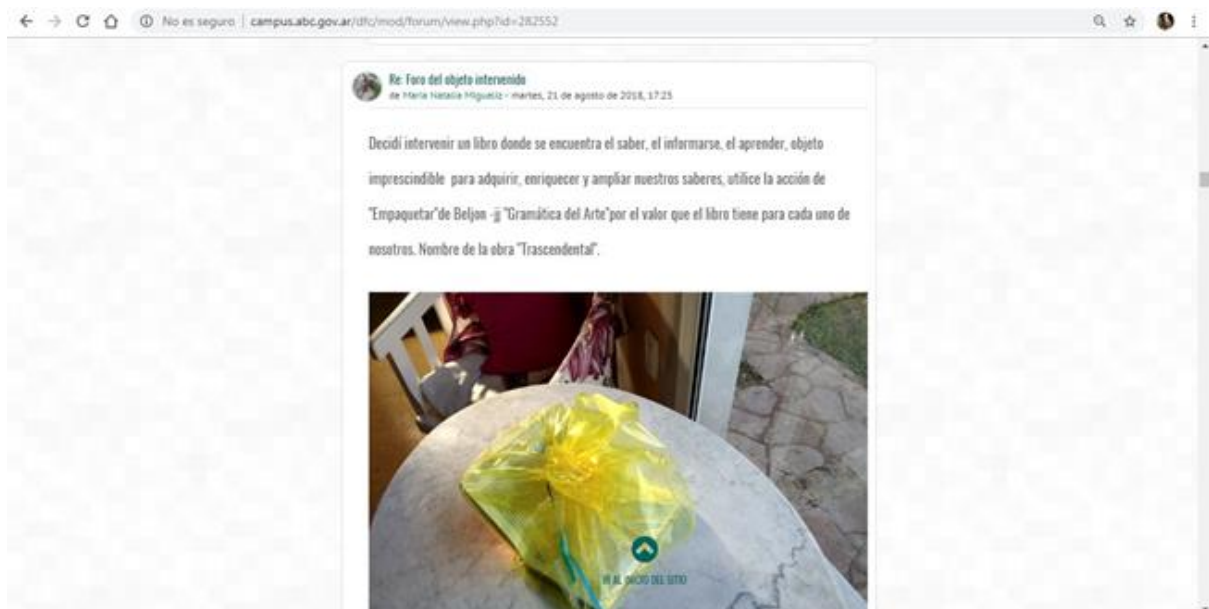 No es seguro | campus.abc.gov.ar/dfc/mod/forum/view.php?id=282552
Re: Foro del objeto intervenido
de María Natalia Migueliz - martes, 21 de agosto de 2018, 17:25
Decidí intervenir un libro donde se encuentra el saber, el informarse, el aprender, objeto
imprescindible para adquirir, enriquecer y ampliar nuestros saberes, utilice la acción de
"Empaquetar"de Beljon -jj "Gramática del Arte"por el valor que el libro tiene para cada uno de
nosotros. Nombre de la obra "Trascendental".
IR AL INICIO DEL SITIO